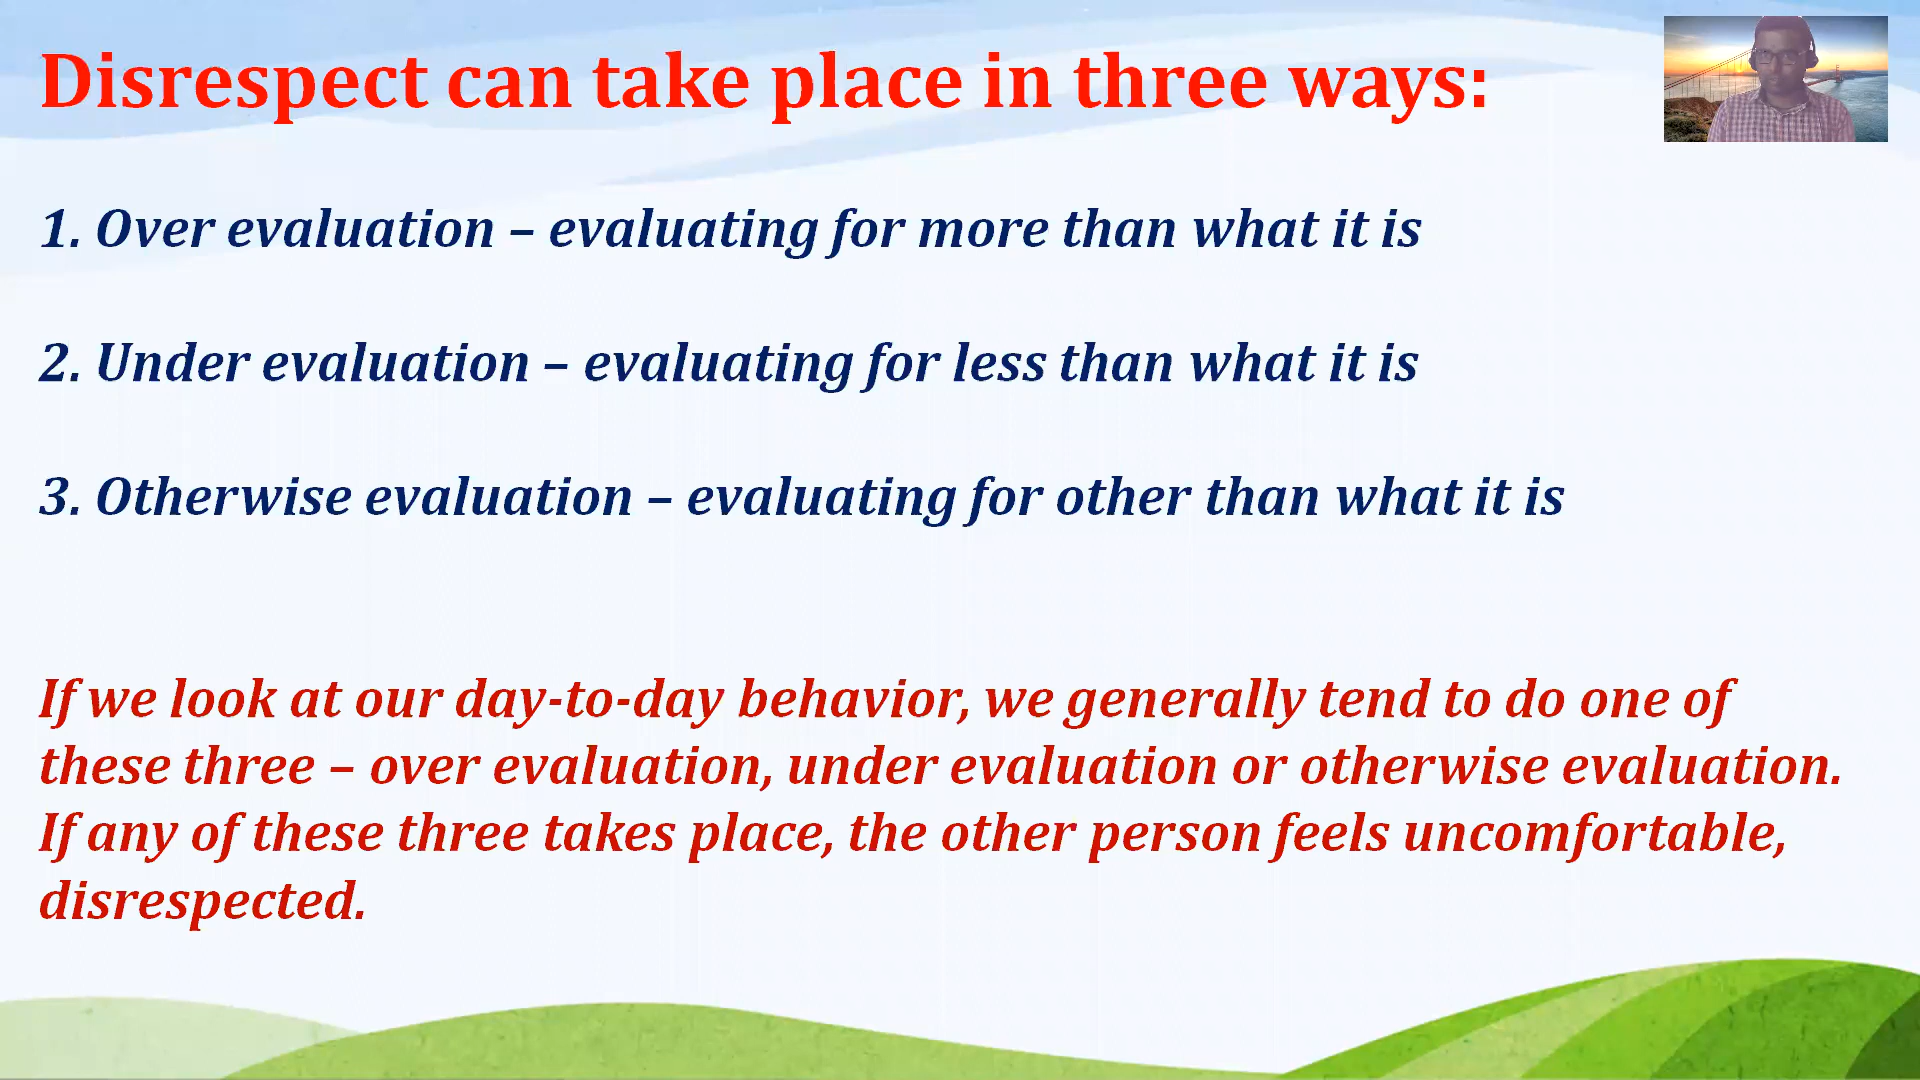 Disrespect can take place in three ways:
1. Over evaluation – evaluating for more than what it is
2. Under evaluation – evaluating for less than what it is
3. Otherwise evaluation – evaluating for other than what it is
If we look at our day-to-day behavior, we generally tend to do one of
these three – over evaluation, under evaluation or otherwise evaluation.
If any of these three takes place, the other person feels uncomfortable,
disrespected.